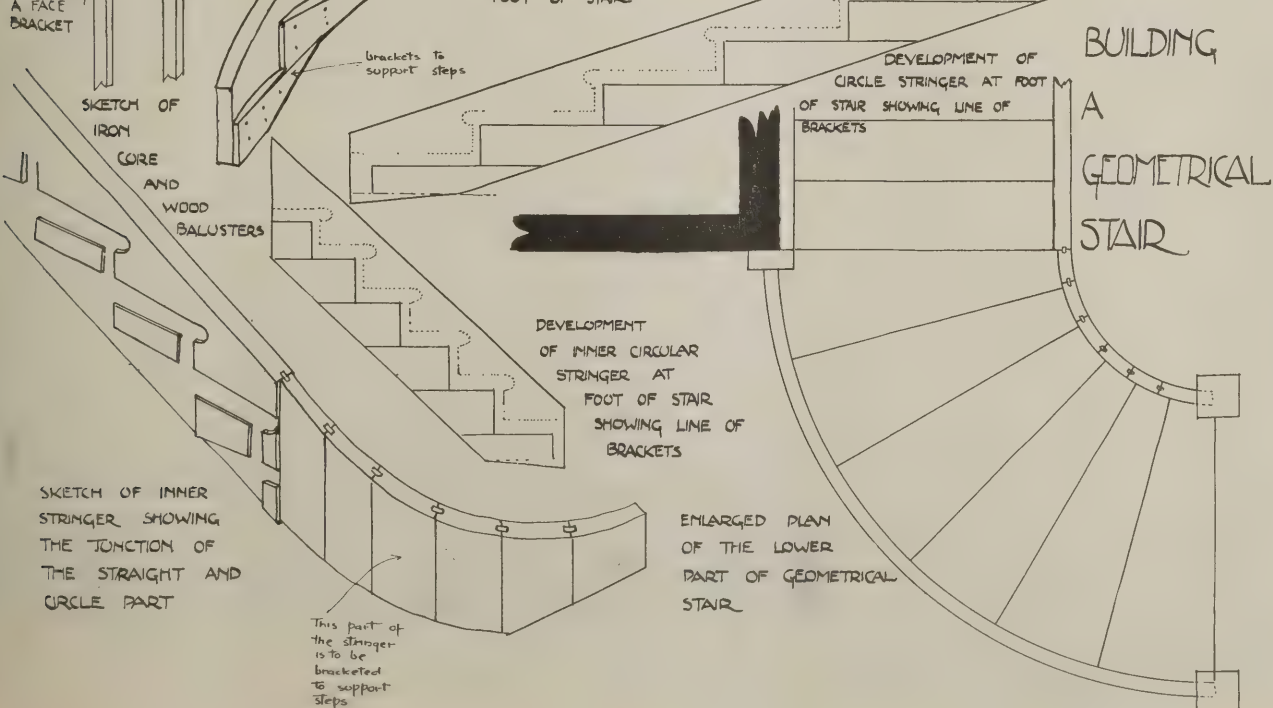 A FACE
BRACKET
FOOT OF STAIR
brackets to
support steps
SKETCH OF
IRON
CORE
AND
WOOD
BALUSTERS
DEVELOPMENT OF
CIRCLE STRINGER AT FOOT
OF STAIR SHOWING LINE OF
BRACKETS
BUILDING
A
GEOMETRICAL
STAIR
DEVELOPMENT
OF INNER CIRCULAR
STRINGER AT
FOOT OF STAIR
SHOWING LINE OF
BRACKETS
SKETCH OF INNER
STRINGER SHOWING
THE JUNCTION OF
THE STRAIGHT AND
CIRCLE PART
This part of
the stringer
is to be
bracketed
to support
steps
ENLARGED PLAN
OF THE LOWER
PART OF GEOMETRICAL
STAIR